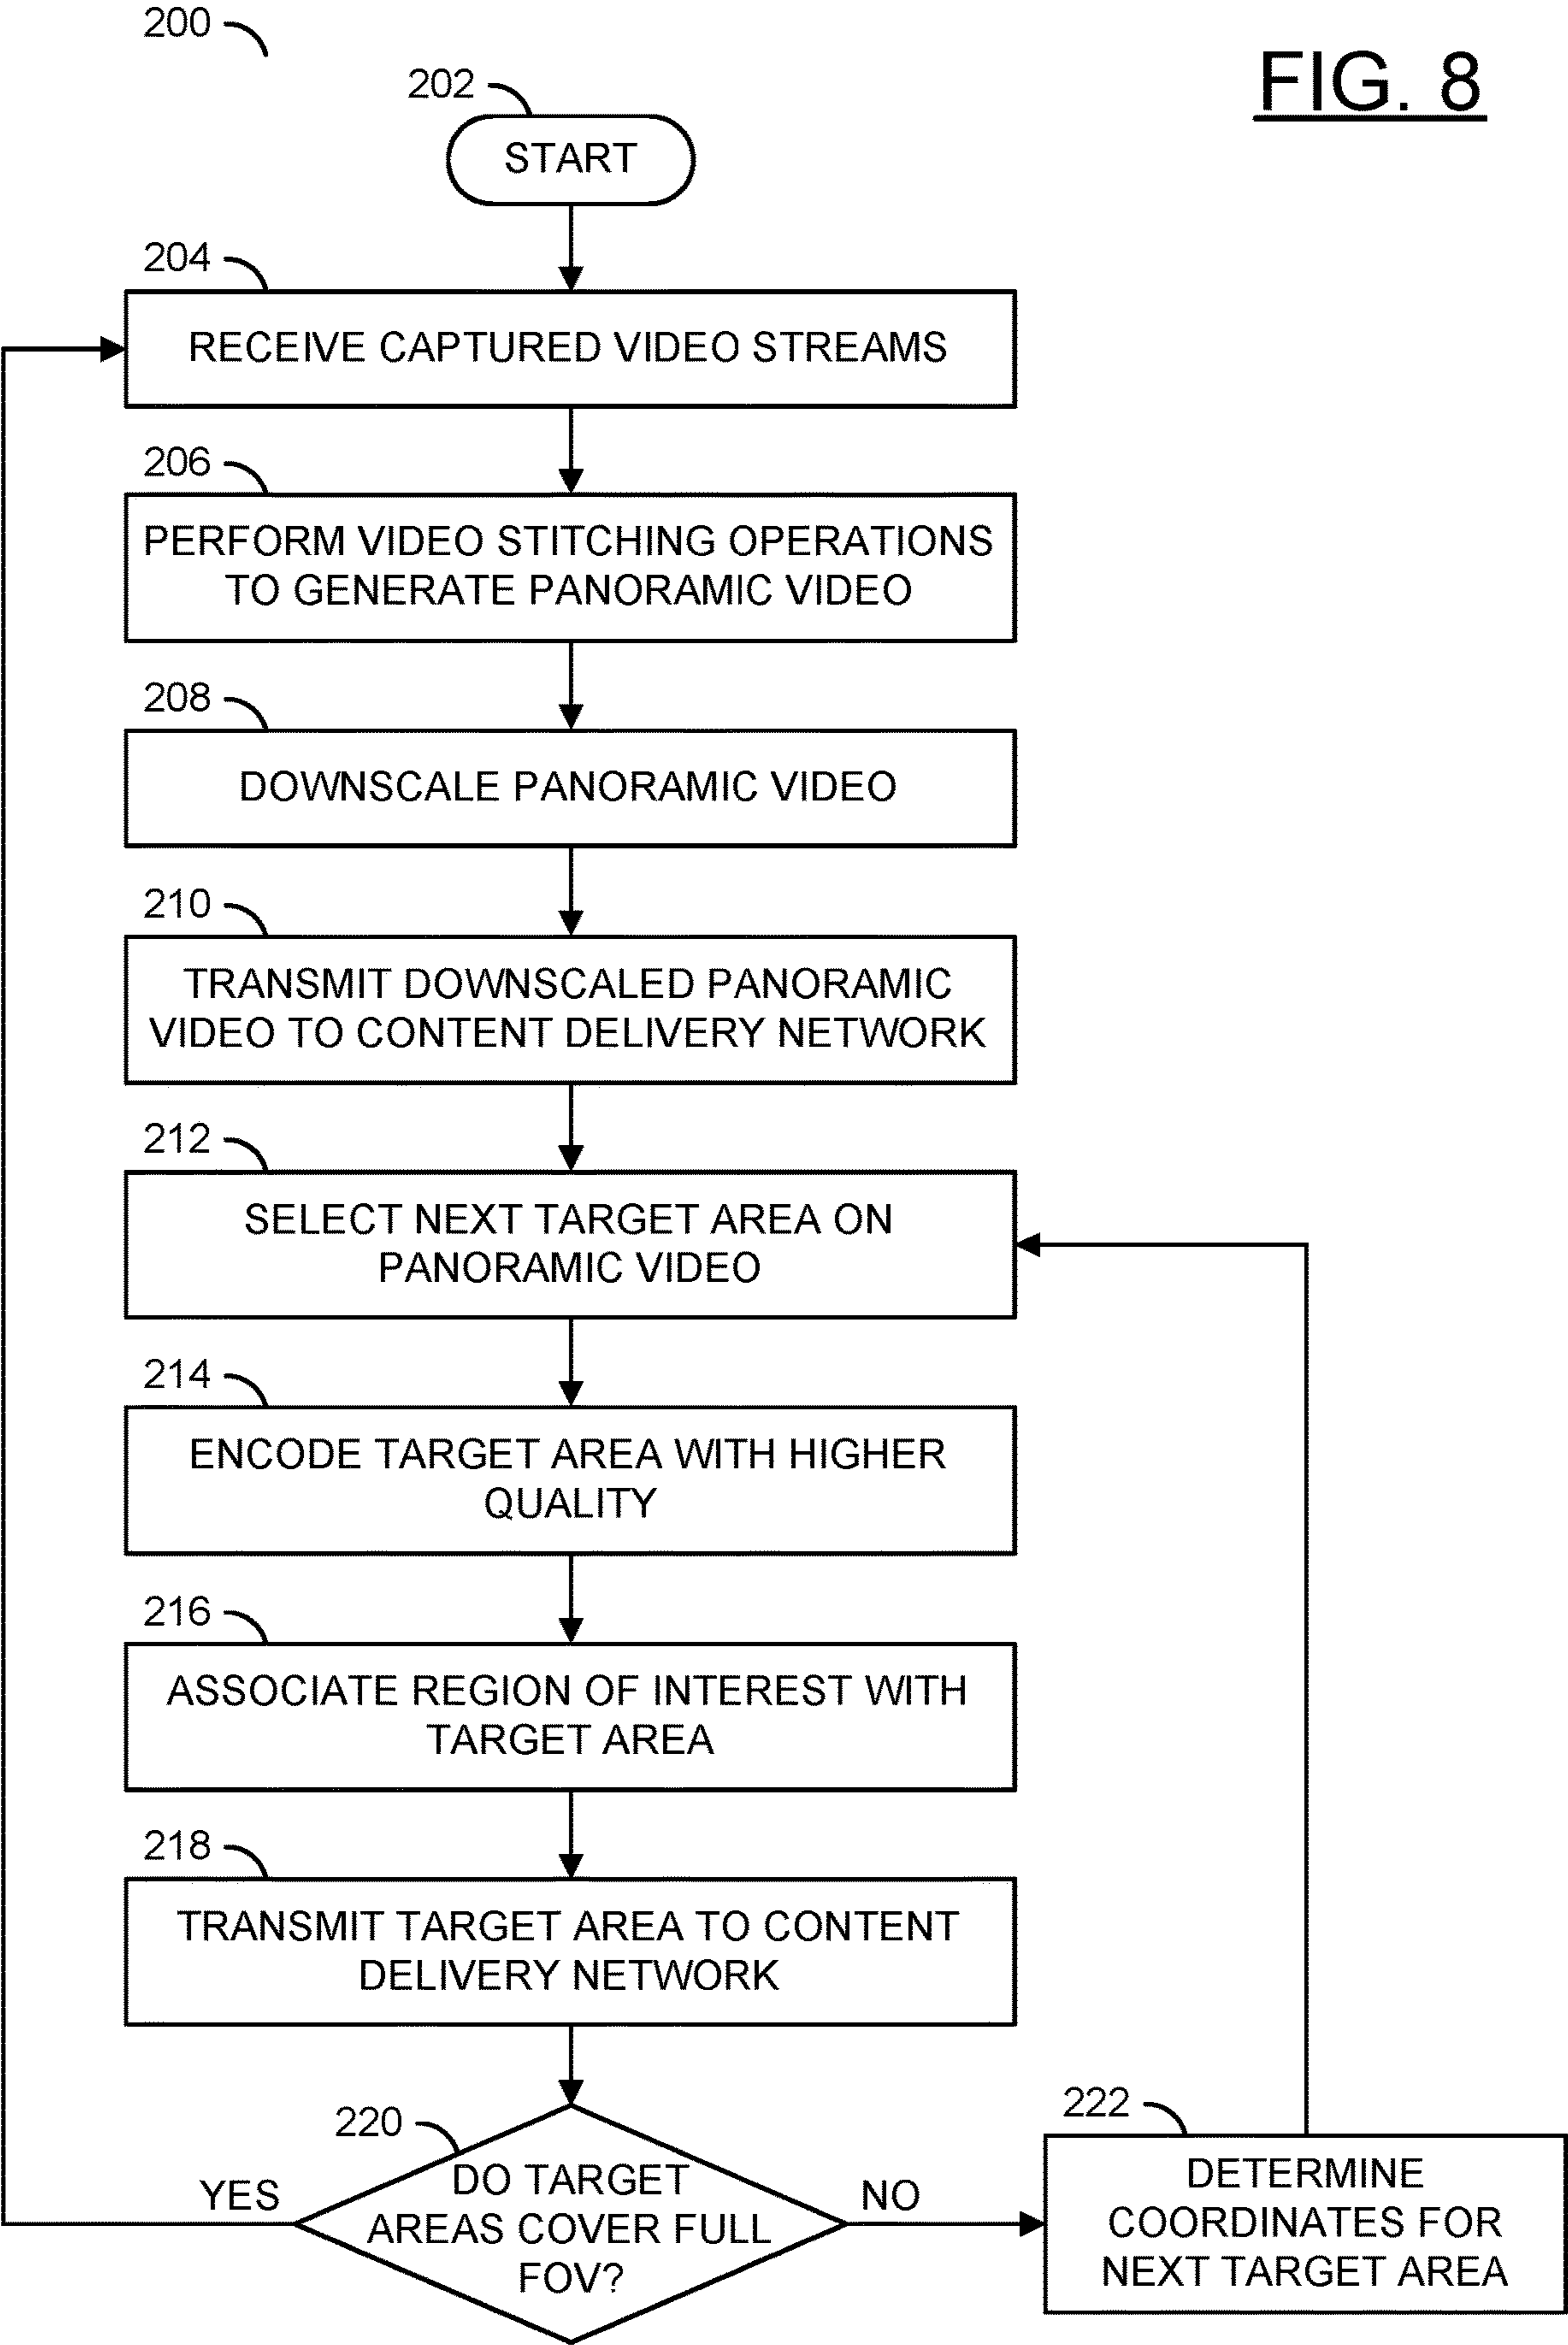 200
FIG. 8
202
START
204
RECEIVE CAPTURED VIDEO STREAMS
206
PERFORM VIDEO STITCHING OPERATIONS
TO GENERATE PANORAMIC VIDEO
208
DOWNSCALE PANORAMIC VIDEO
210
TRANSMIT DOWNSCALED PANORAMIC
VIDEO TO CONTENT DELIVERY NETWORK
212
SELECT NEXT TARGET AREA ON
PANORAMIC VIDEO
214
ENCODE TARGET AREA WITH HIGHER
QUALITY
216
ASSOCIATE REGION OF INTEREST WITH
TARGET AREA
218
TRANSMIT TARGET AREA TO CONTENT
DELIVERY NETWORK
220
YES
DO TARGET
AREAS COVER FULL
FOV?
NO
222
DETERMINE
COORDINATES FOR
NEXT TARGET AREA